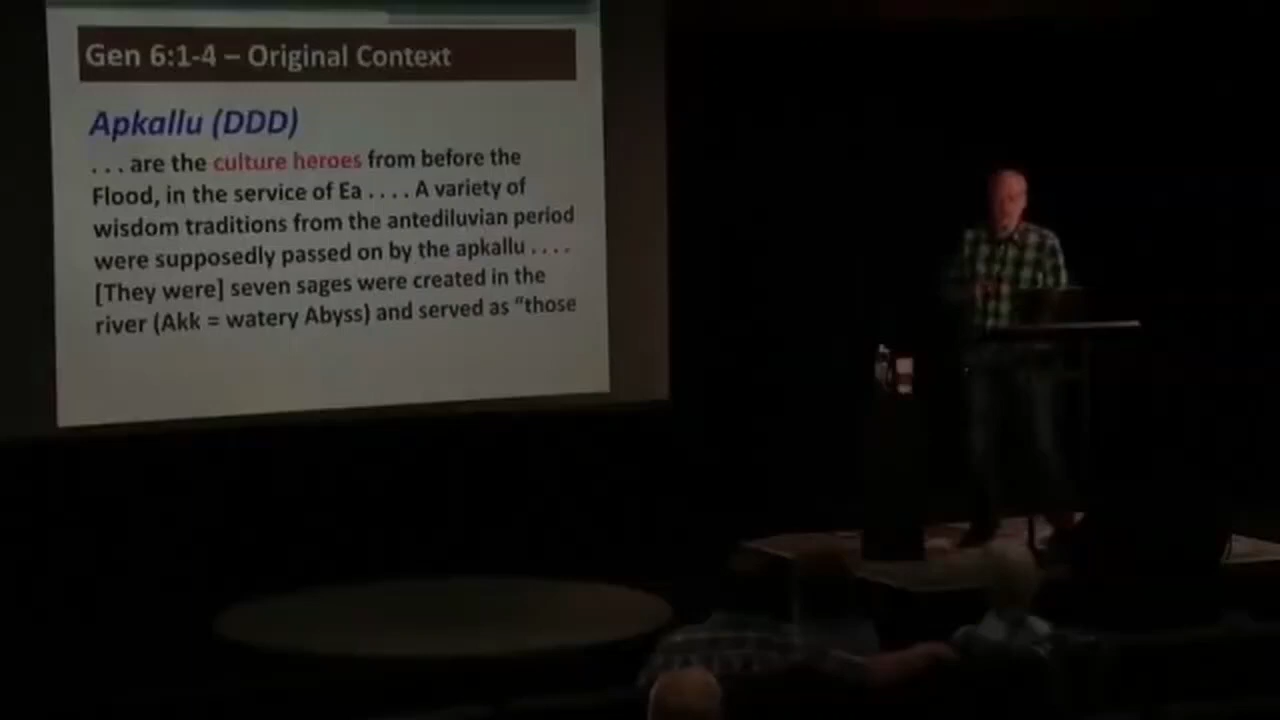 Gen 6:1-4 – Original Context
Apkallu (DDD)
. . . are the culture heroes from before the
Flood, in the service of Ea . . . . A variety of
wisdom traditions from the antediluvian period
were supposedly passed on by the apkallu . . . .
[They were] seven sages were created in the
river (Akk = watery Abyss) and served as “those